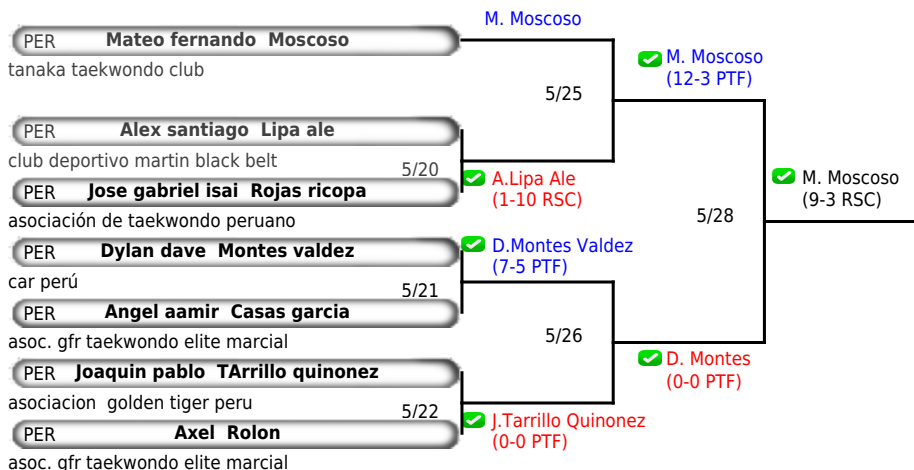 M. Moscoso
PER Mateo fernando Moscoso
tanaka taekwondo club
M. Moscoso
(12-3 PTF)
5/25
PER Alex santiago Lipa ale
club deportivo martin black belt
5/20
A.Lipa Ale
(1-10 RSC)
PER Jose gabriel isai Rojas ricopa
asociación de taekwondo peruano
M. Moscoso
(9-3 RSC)
5/28
PER Dylan dave Montes valdez
car perú
D.Montes Valdez
(7-5 PTF)
5/21
PER Angel aamir Casas garcia
asoc. gfr taekwondo elite marcial
5/26
D. Montes
(0-0 PTF)
PER Joaquin pablo TArrillo quinonez
asociacion golden tiger peru
5/22
J.Tarrillo Quinonez
(0-0 PTF)
PER Axel Rolon
asoc. gfr taekwondo elite marcial